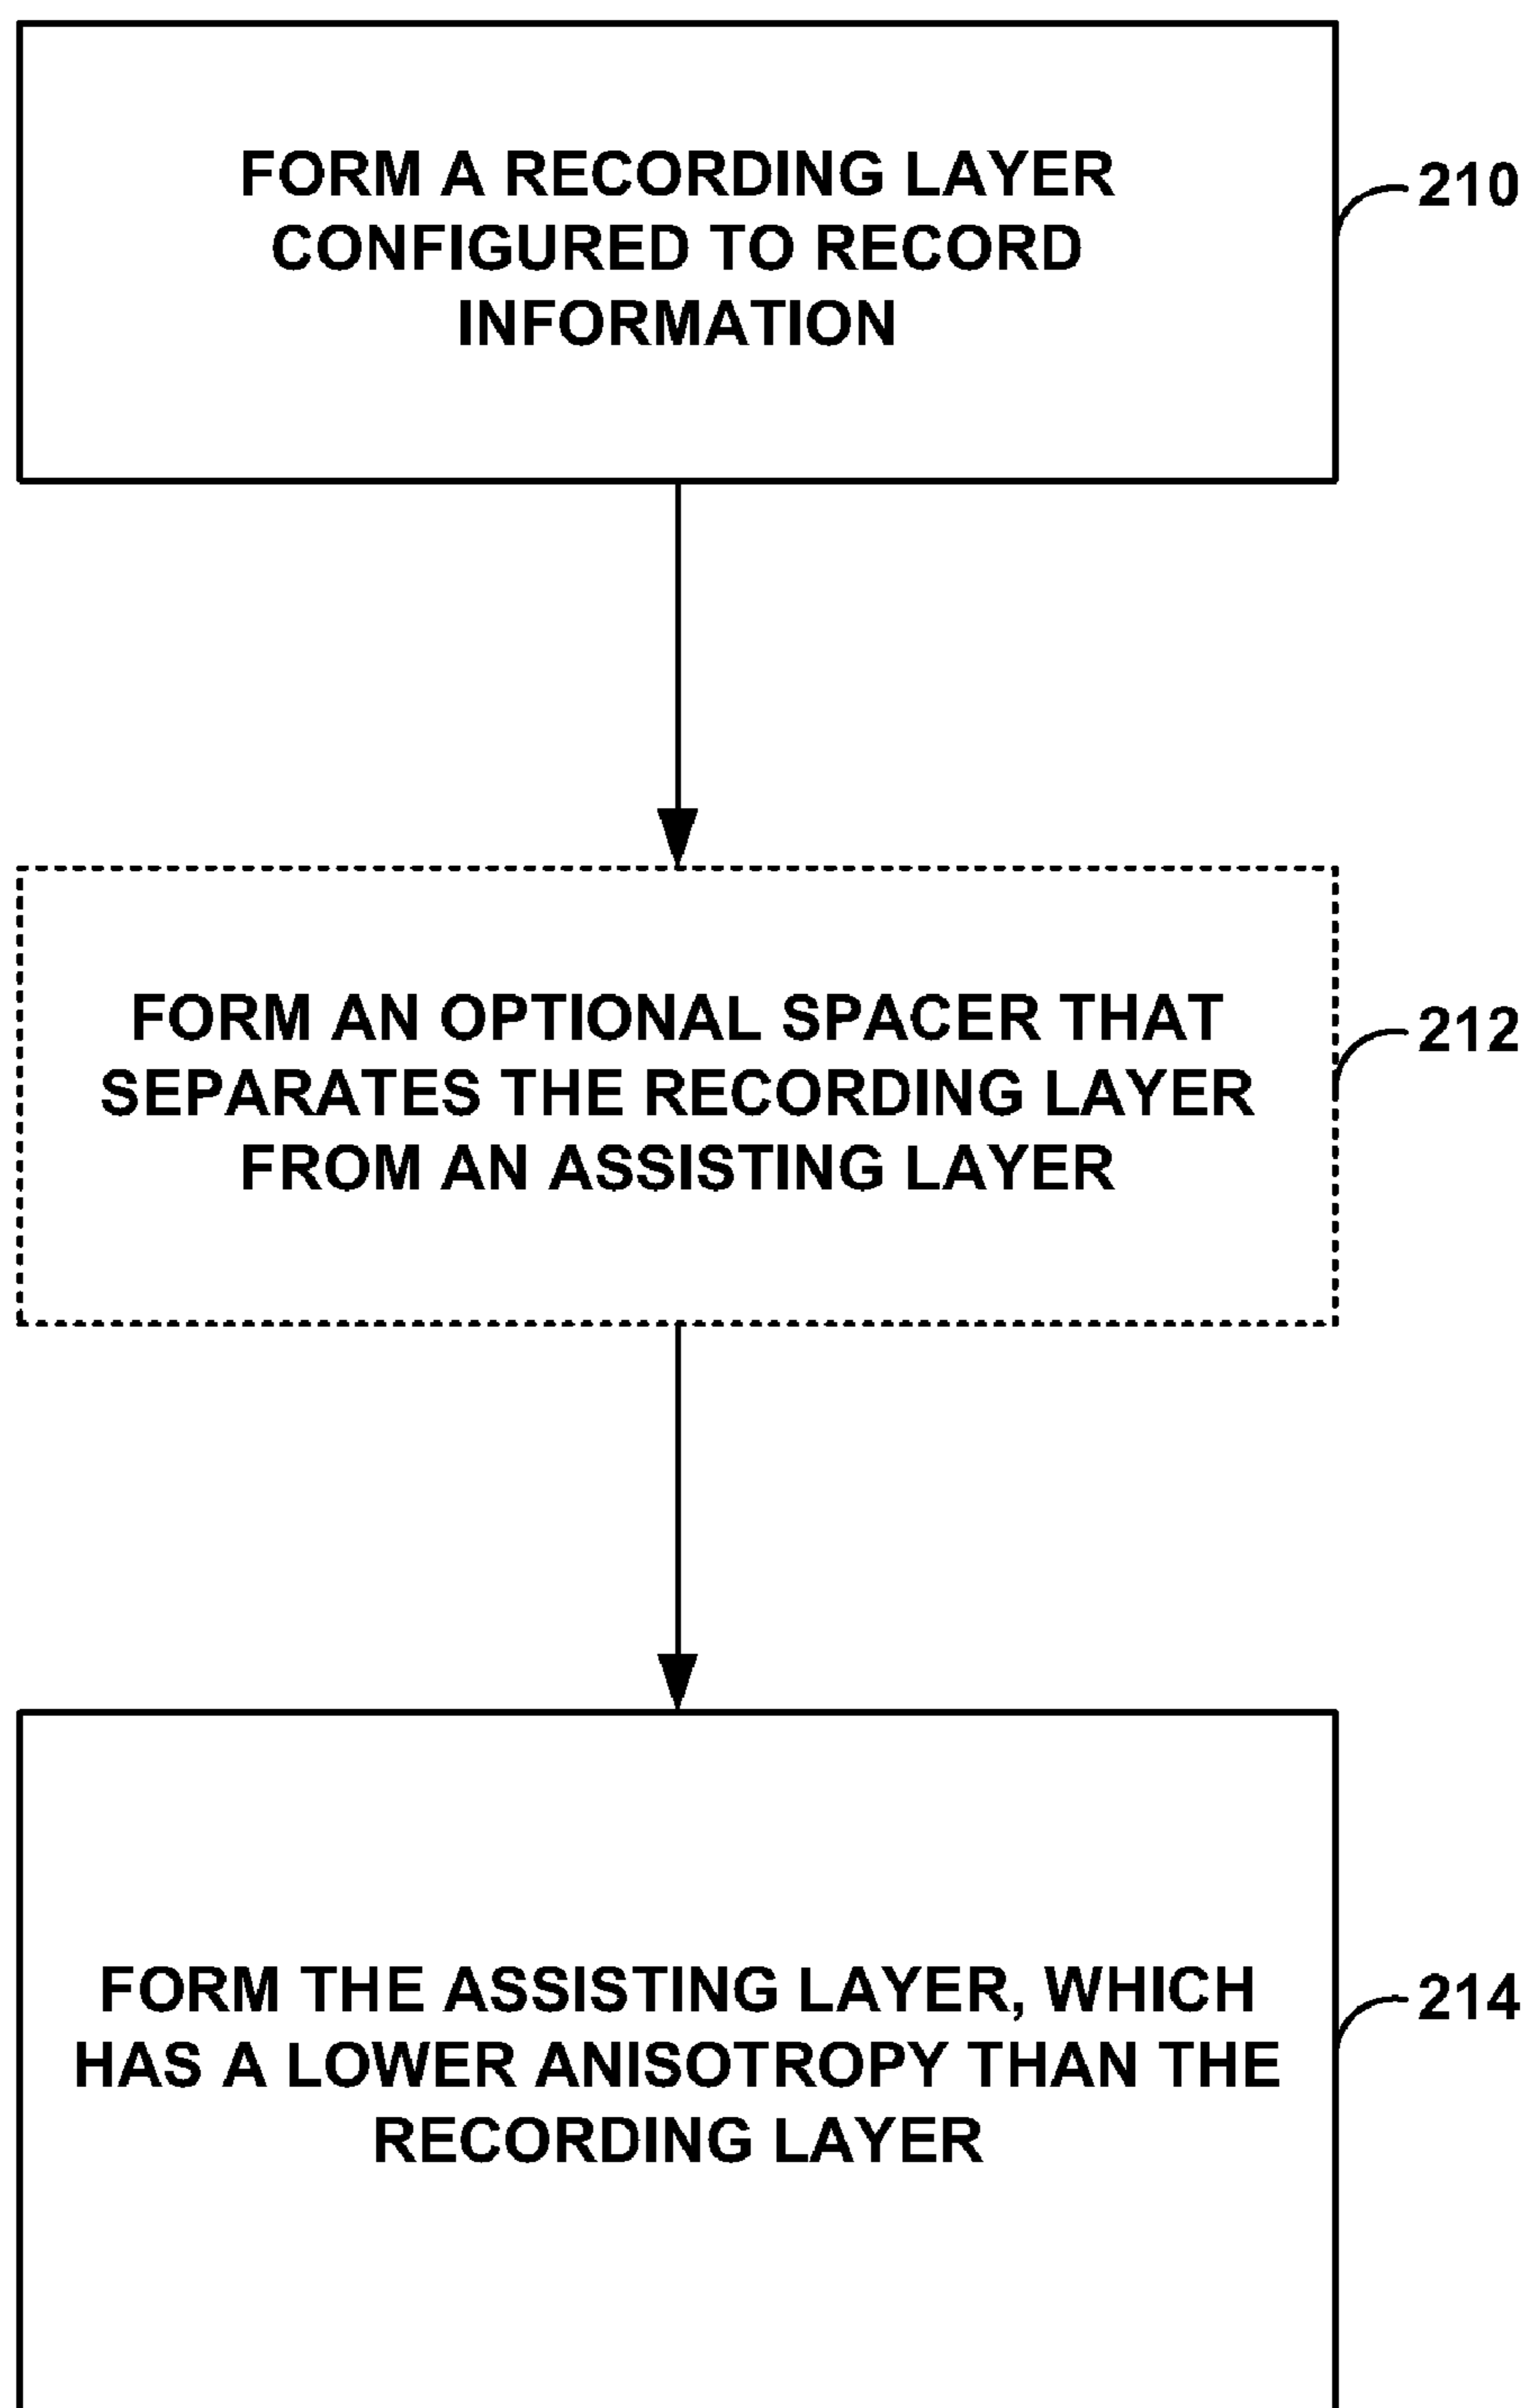 FORM A RECORDING LAYER
CONFIGURED TO RECORD
INFORMATION
210
FORM AN OPTIONAL SPACER THAT
SEPARATES THE RECORDING LAYER
FROM AN ASSISTING LAYER
212
FORM THE ASSISTING LAYER, WHICH
HAS A LOWER ANISOTROPY THAN THE
RECORDING LAYER
214